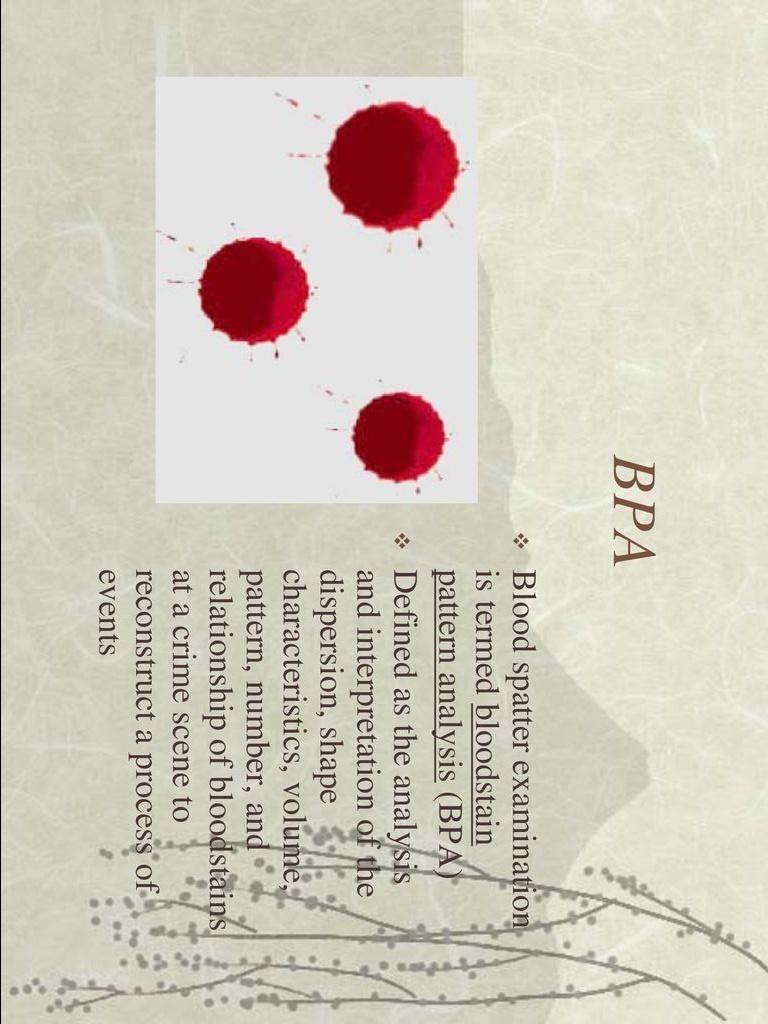 BPA
❖ Blood spatter examination
is termed bloodstain
pattern analysis (BPA)
❖ Defined as the analysis
and interpretation of the
dispersion, shape
characteristics, volume,
pattern, number, and
relationship of bloodstains
at a crime scene to
reconstruct a process of
events